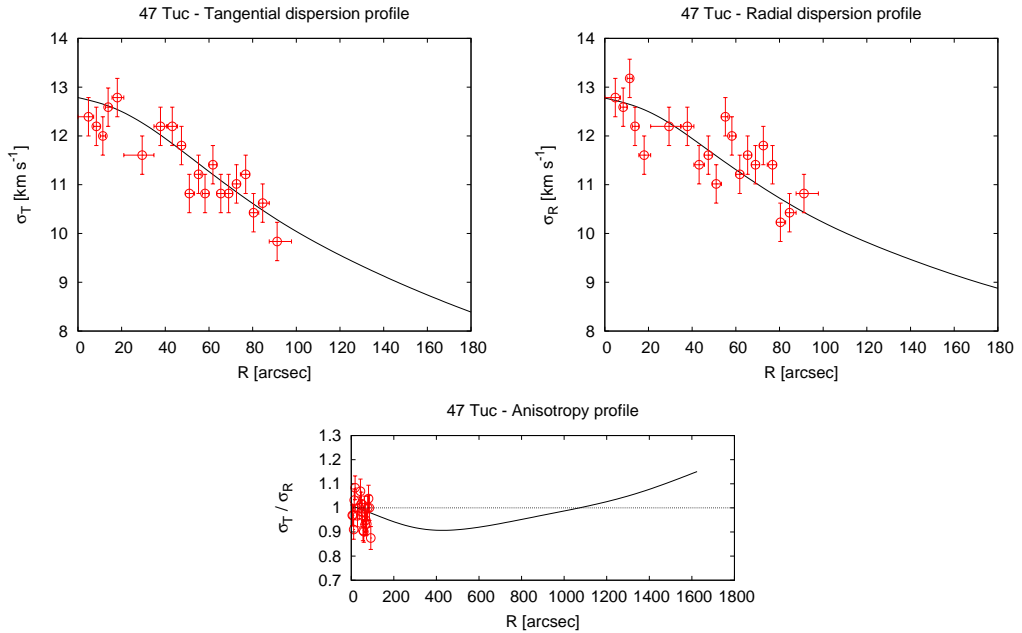 47 Tuc - Tangential dispersion profile
14
13
12
11
10
9
8
σT [km s-1]
0 20 40 60 80 100 120 140 160 180
R [arcsec]
47 Tuc - Radial dispersion profile
14
13
12
11
10
9
8
σR [km s-1]
0 20 40 60 80 100 120 140 160 180
R [arcsec]
47 Tuc - Anisotropy profile
1.3
1.2
1.1
1
0.9
0.8
0.7
σT / σR
0 200 400 600 800 1000 1200 1400 1600 1800
R [arcsec]